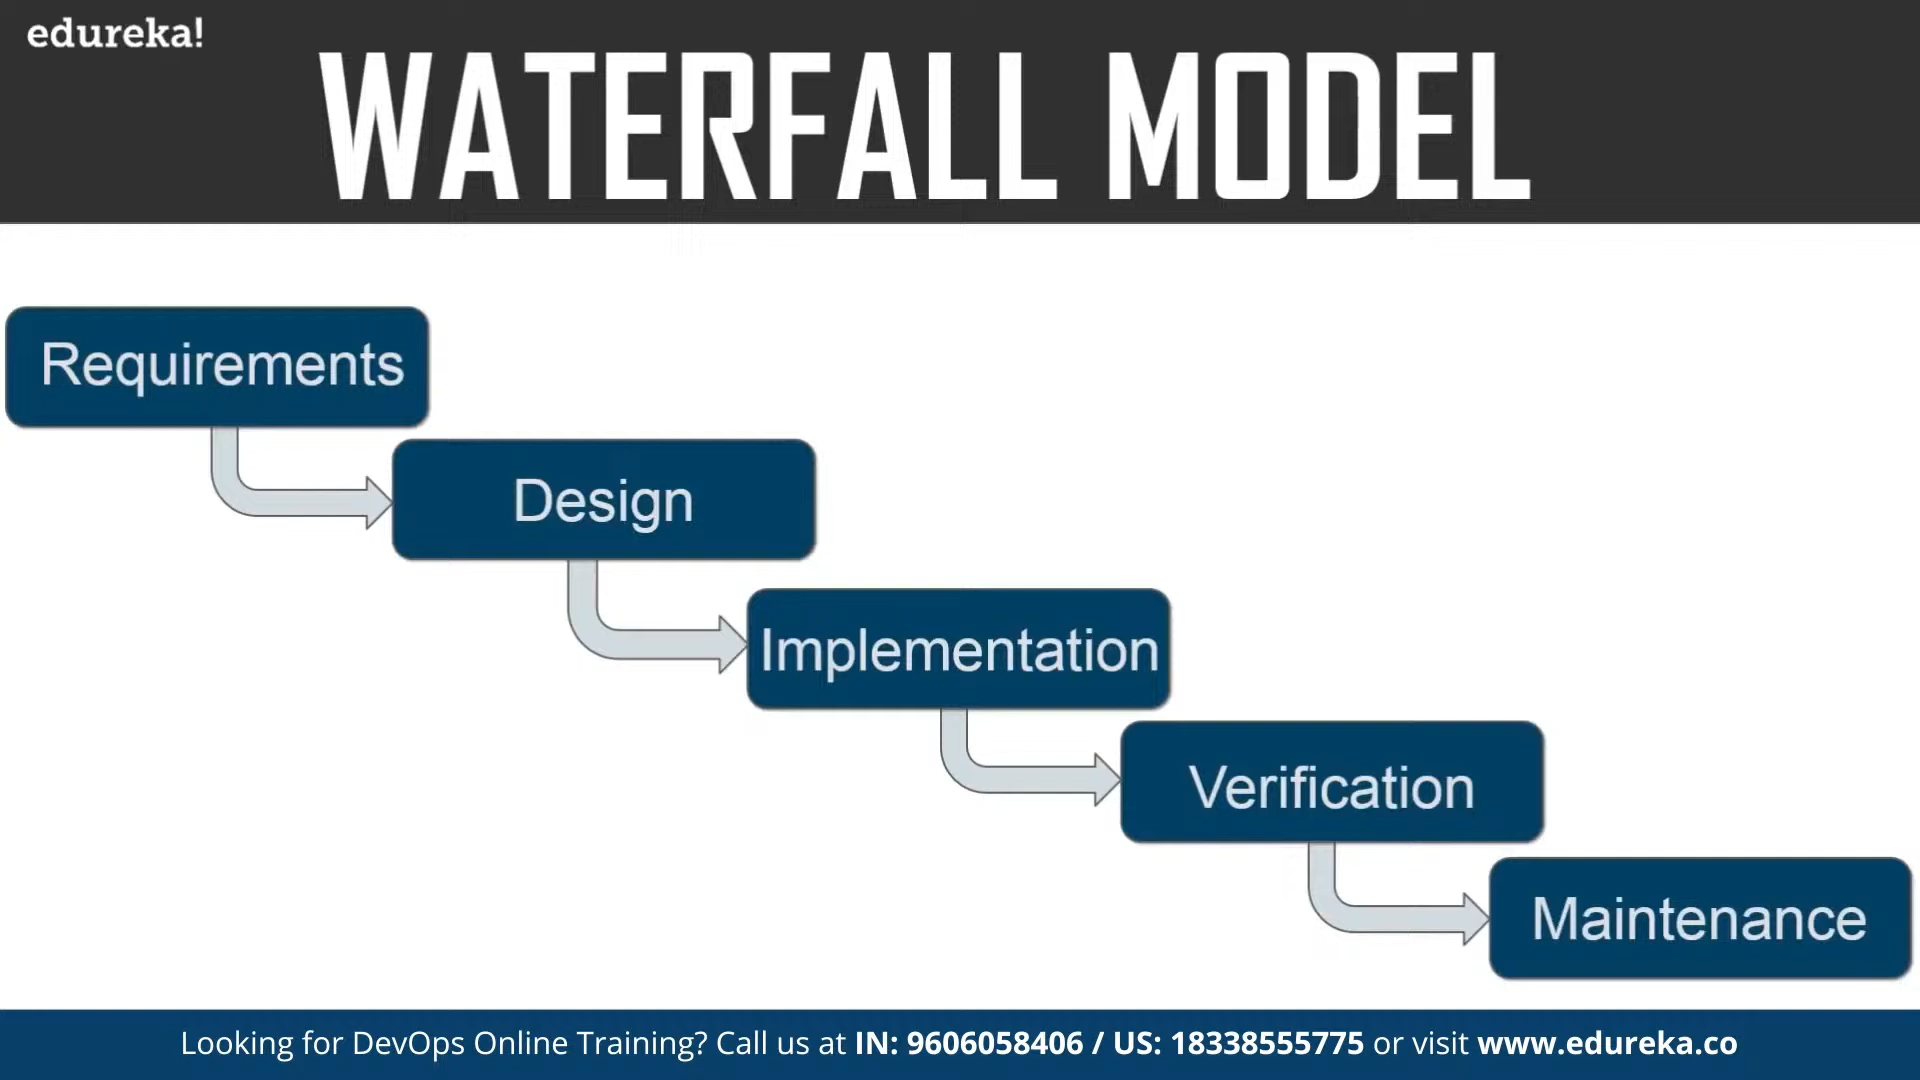 edureka!
WATERFALL MODEL
Requirements
Design
Implementation
Verification
Maintenance
Looking for DevOps Online Training? Call us at IN: 9606058406 / US: 18338555775 or visit www.edureka.co